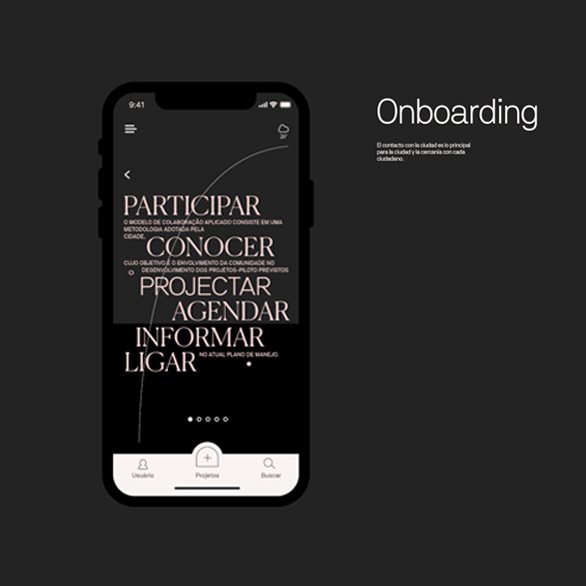 9:41
28°
Onboarding
El contacto con la ciudad es lo principal
para la ciudad y la cercanía con cada
ciudadano.
PARTICIPAR
O MODELO DE COLABORAÇÃO APLICADO CONSISTE EM UMA
METODOLOGIA ADOTADA PELA
CIDADE.
CONOCER
CUJO OBJETIVO É O ENVOLVIMENTO DA COMUNIDADE NO
DESENVOLVIMENTO DOS PROJETOS-PILOTO PREVISTOS
PROJECTAR
AGENDAR
INFORMAR
LIGAR
NO ATUAL PLANO DE MANEJO.
Usuário
Projetos
Buscar